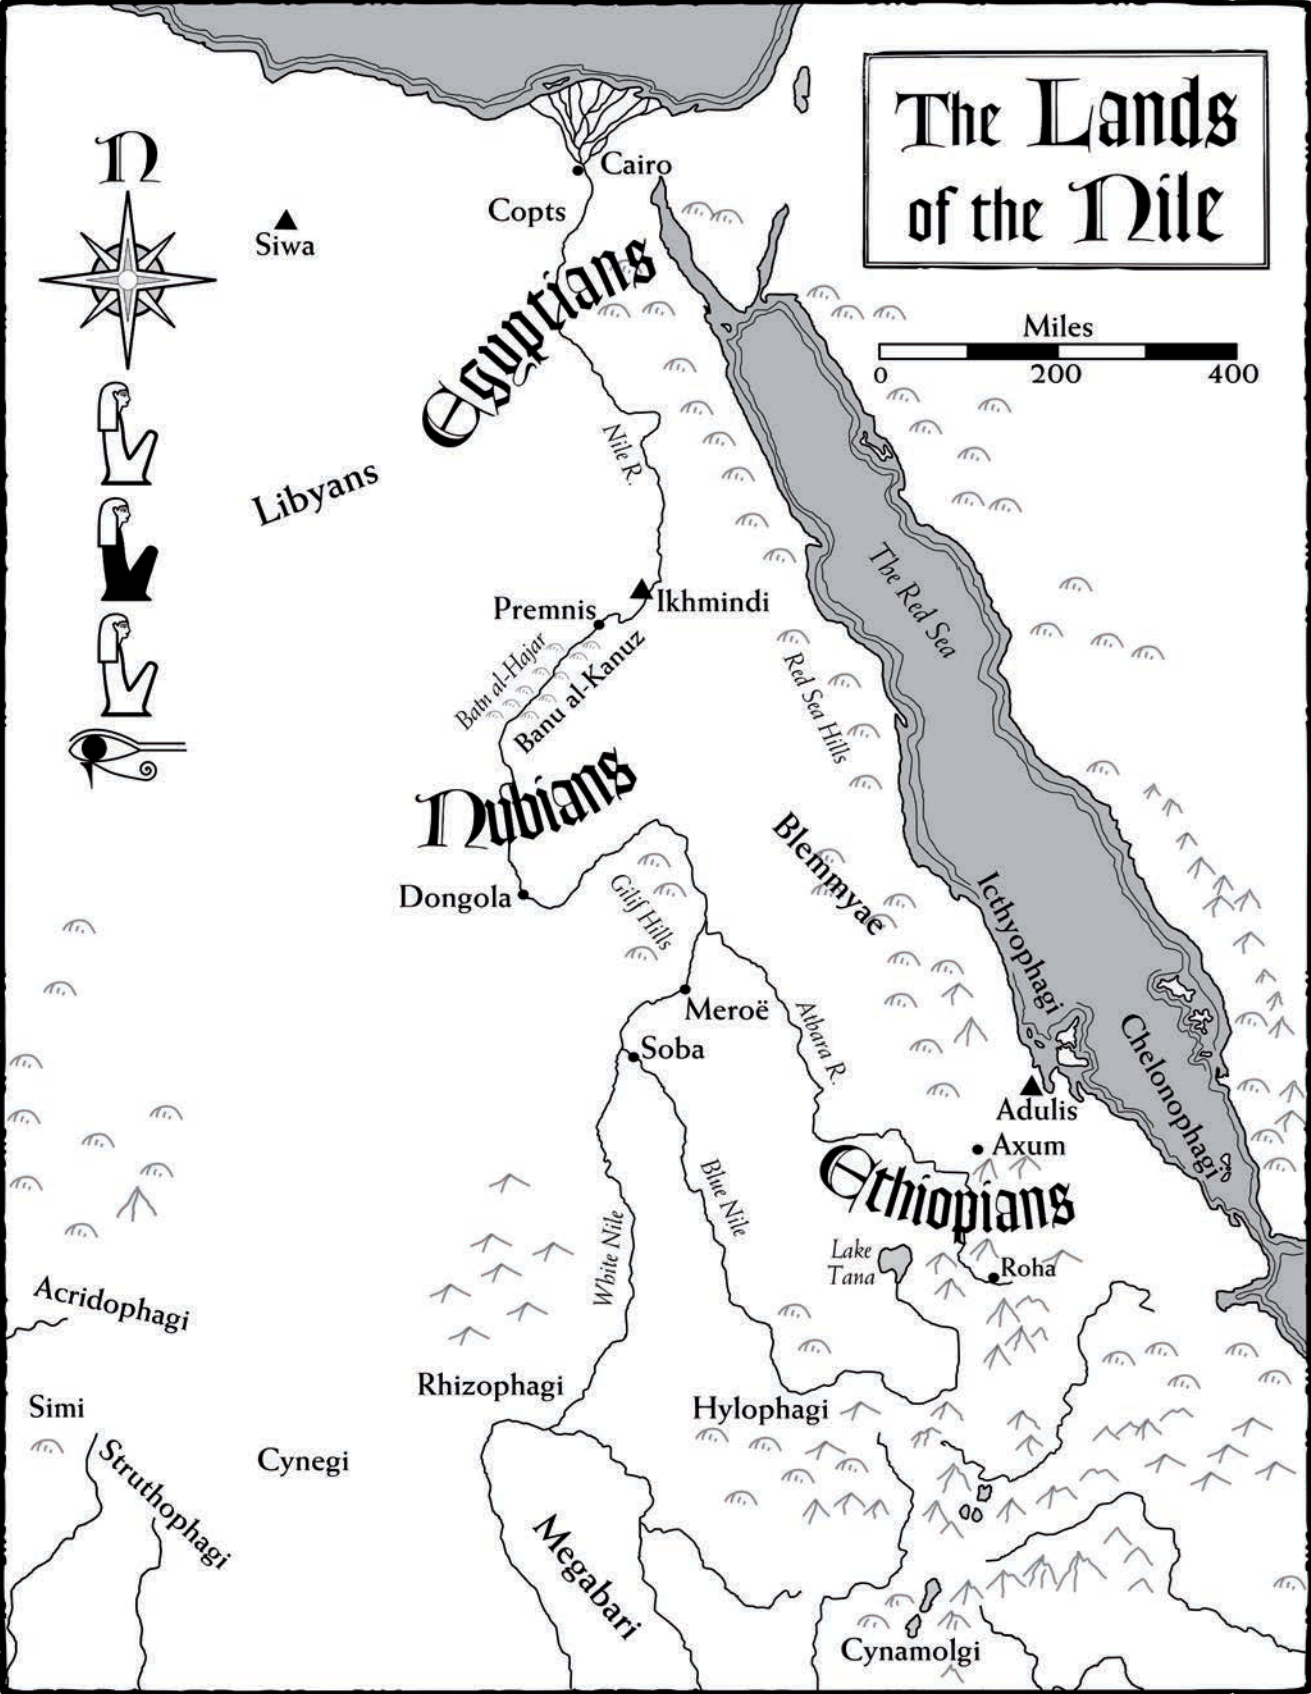 The Lands
of the Nile
N
Cairo
Copts
Siwa
Egyptians
Miles
0 200 400
Nile R.
Libyans
The Red Sea
Ikhmindi
Premnis
Batn al-Hajar
Banu al-Kanuz
Red Sea Hills
Nubians
Blemmyae
Dongola
Gilif Hills
Icthyophagi
Meroë
Atbara R.
Soba
Chelonophagi
Adulis
Axum
Ethiopians
Blue Nile
White Nile
Lake
Tana
Roha
Acridophagi
Rhizophagi
Simi
Hylophagi
Struthophagi
Cynegi
Megabari
Cynamolgi